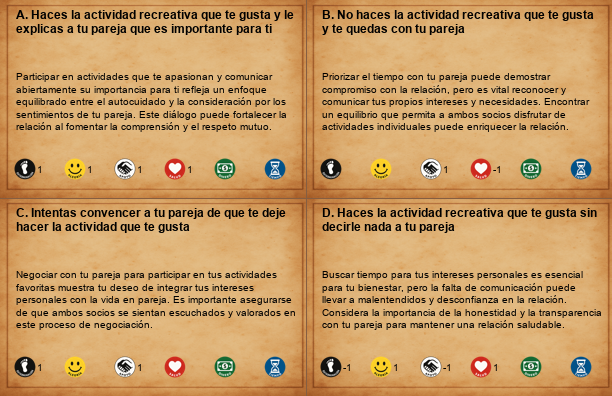 A. Haces la actividad recreativa que te gusta y le
explicas a tu pareja que es importante para ti
Participar en actividades que te apasionan y comunicar
abiertamente su importancia para ti refleja un enfoque
equilibrado entre el autocuidado y la consideración por los
sentimientos de tu pareja. Este diálogo puede fortalecer la
relación al fomentar la comprensión y el respeto mutuo.
1 1 1 1
B. No haces la actividad recreativa que te gusta
y te quedas con tu pareja
Priorizar el tiempo con tu pareja puede demostrar
compromiso con la relación, pero es vital reconocer y
comunicar tus propios intereses y necesidades. Encontrar
un equilibrio que permita a ambos socios disfrutar de
actividades individuales puede enriquecer la relación.
1 -1
C. Intentas convencer a tu pareja de que te deje
hacer la actividad que te gusta
Negociar con tu pareja para participar en tus actividades
favoritas muestra tu deseo de integrar tus intereses
personales con la vida en pareja. Es importante asegurarse
de que ambos socios se sientan escuchados y valorados en
este proceso de negociación.
1 1
D. Haces la actividad recreativa que te gusta sin
decirle nada a tu pareja
Buscar tiempo para tus intereses personales es esencial
para tu bienestar, pero la falta de comunicación puede
llevar a malentendidos y desconfianza en la relación.
Considera la importancia de la honestidad y la transparencia
con tu pareja para mantener una relación saludable.
-1 1 -1 1